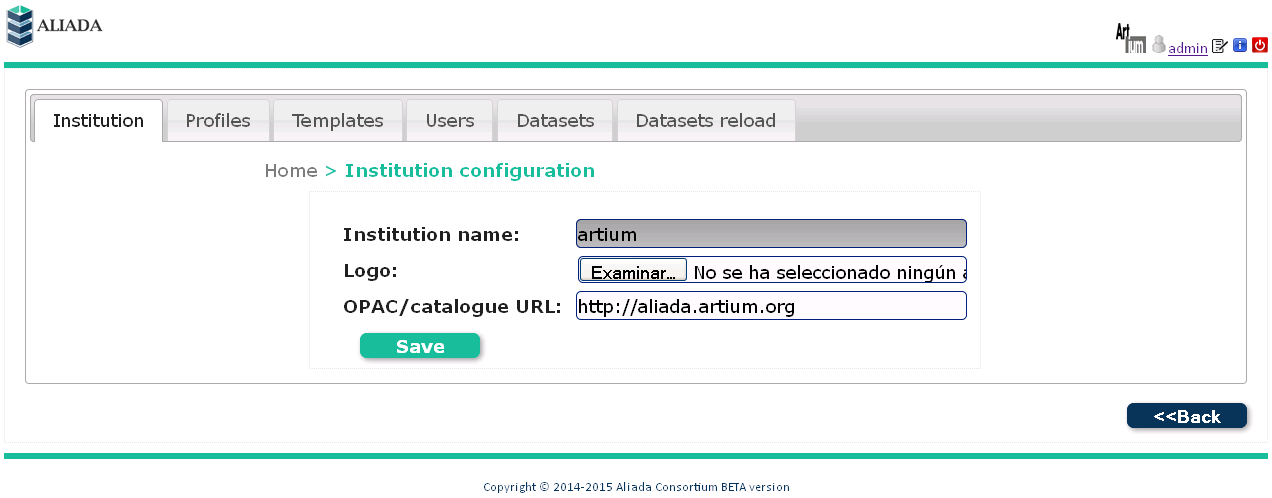 ALIADA
Art
ium
admin
Institution Profiles Templates Users Datasets Datasets reload
Home > Institution configuration
Institution name: artium
Logo: Examinar... No se ha seleccionado ningún a
OPAC/catalogue URL: http://aliada.artium.org
Save
<<Back
Copyright © 2014-2015 Aliada Consortium BETA version